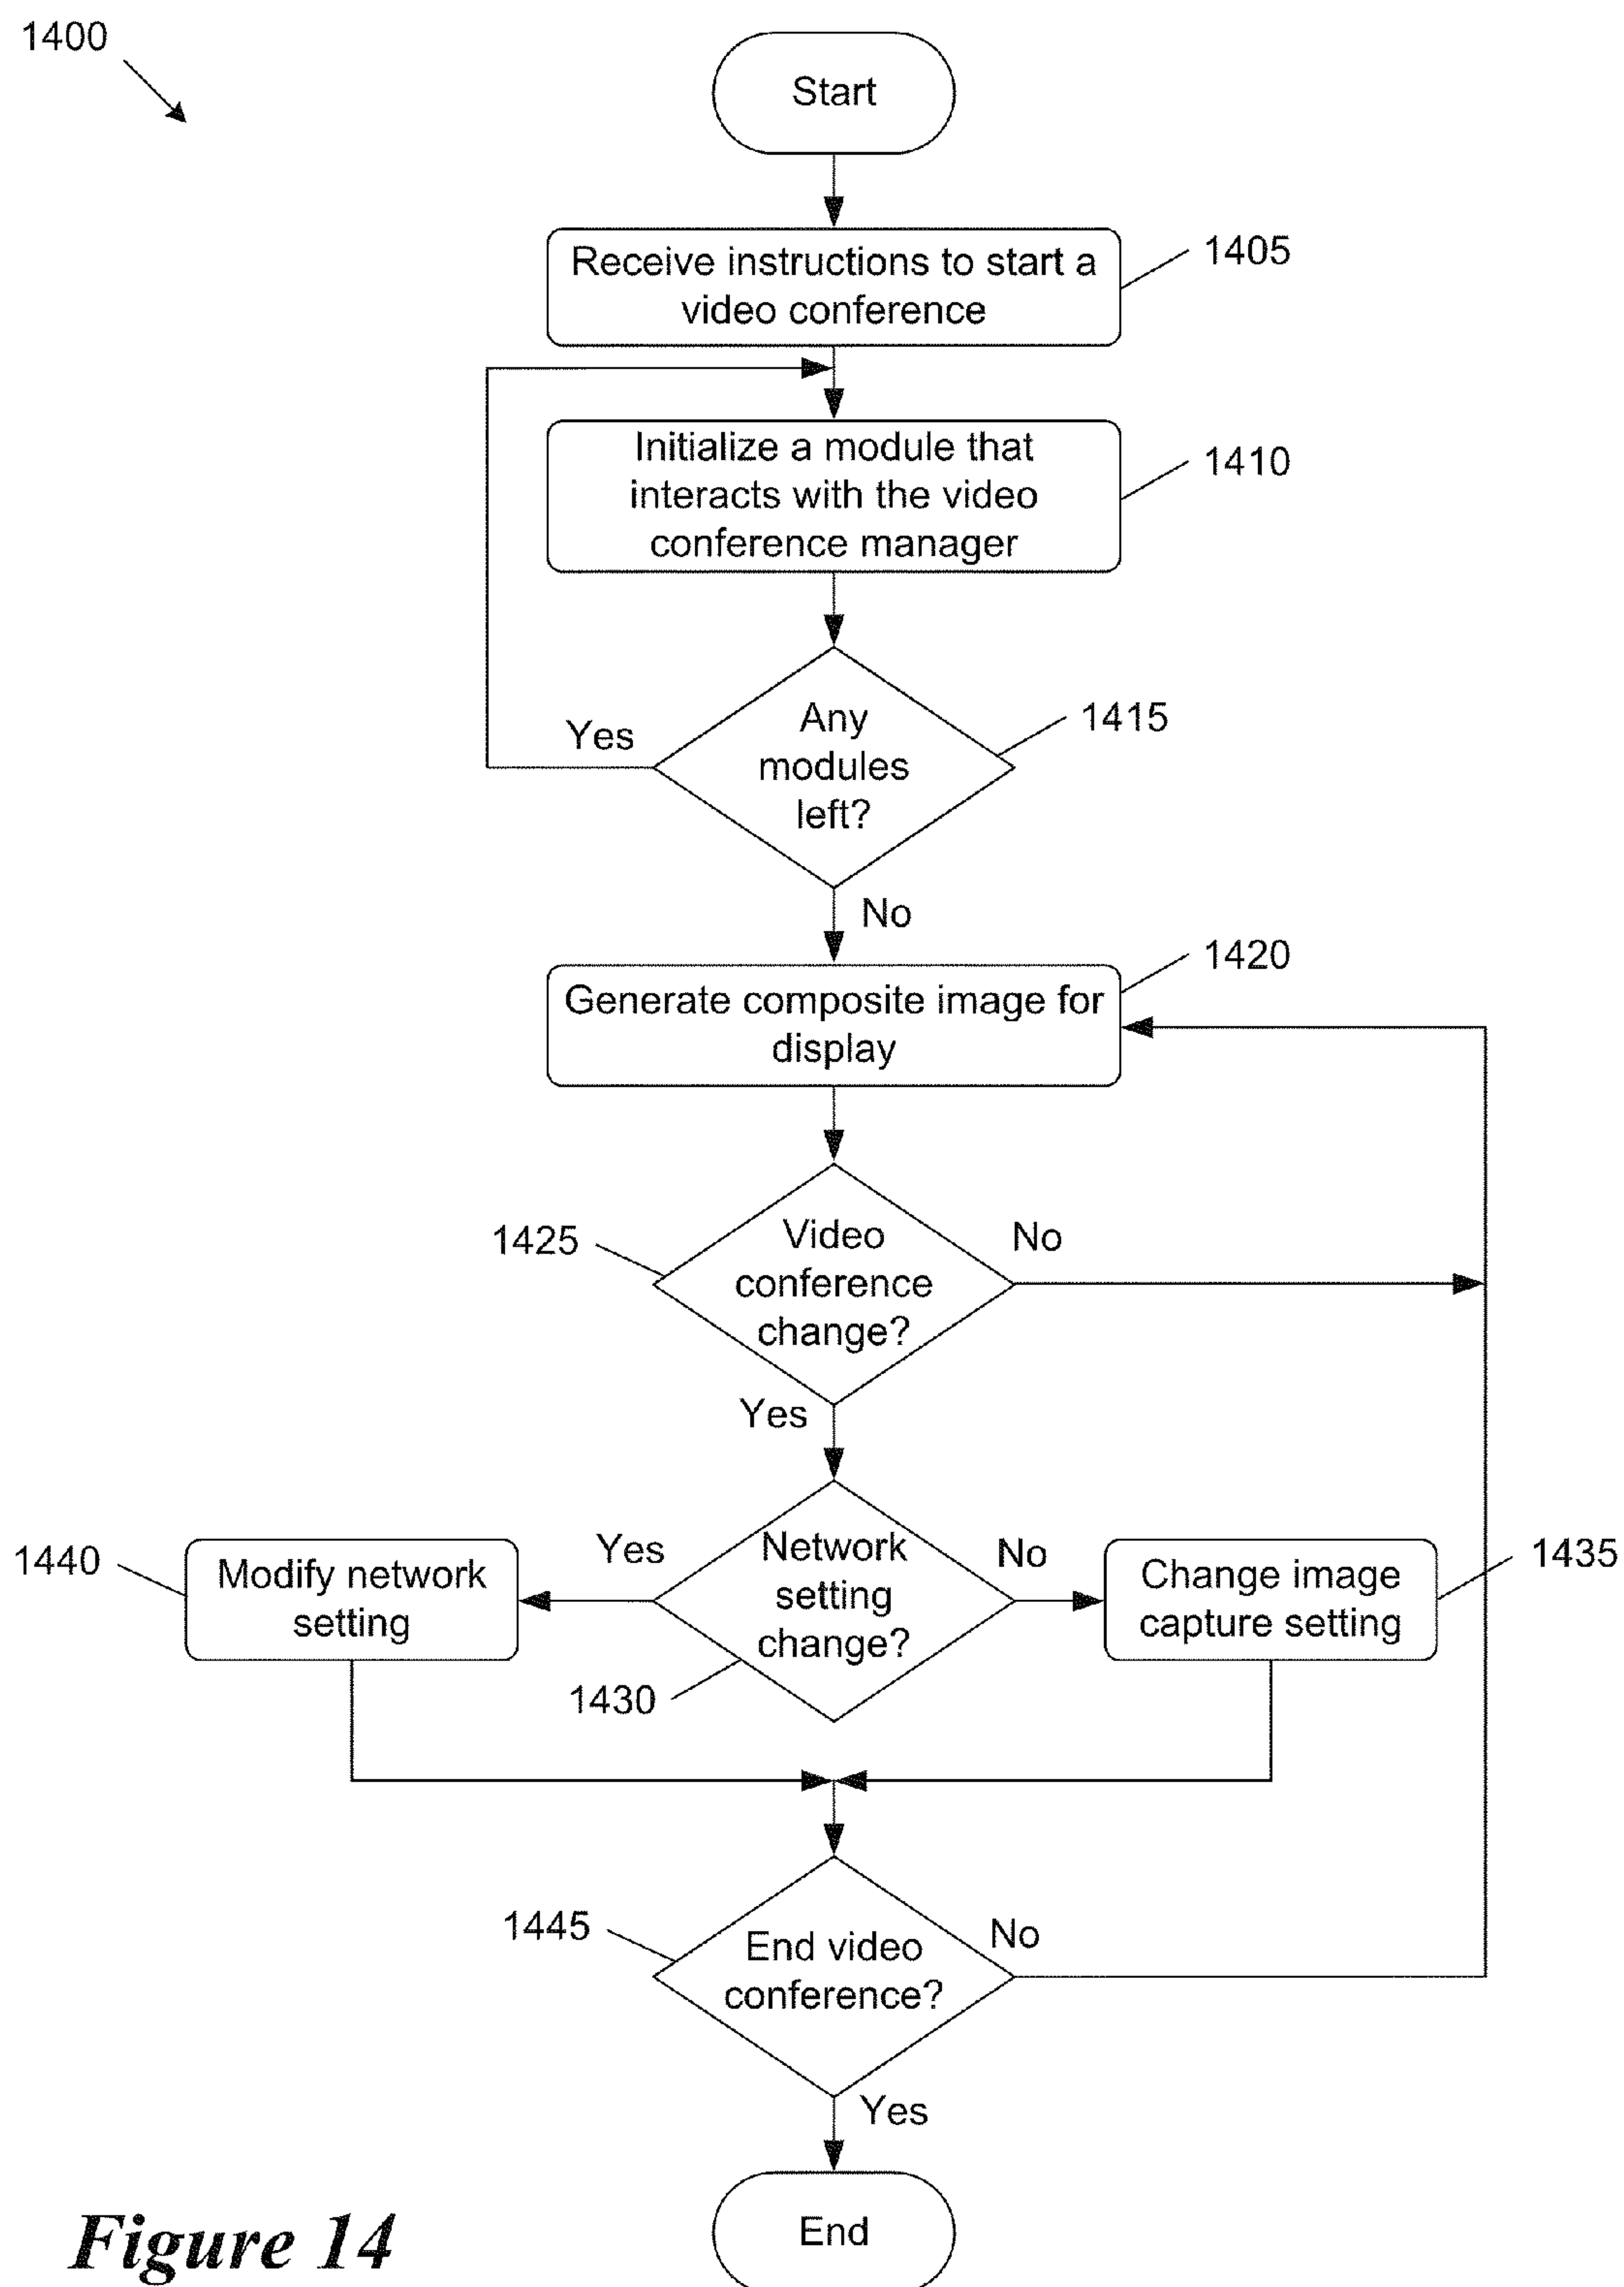 1400
Start
Receive instructions to start a
video conference
1405
Initialize a module that
interacts with the video
conference manager
1410
Any
modules
left?
1415
Yes
No
Generate composite image for
display
1420
Video
conference
change?
1425
No
Yes
Network
setting
change?
1430
Yes
No
Modify network
setting
1440
Change image
capture setting
1435
End video
conference?
1445
No
Yes
End
Figure 14